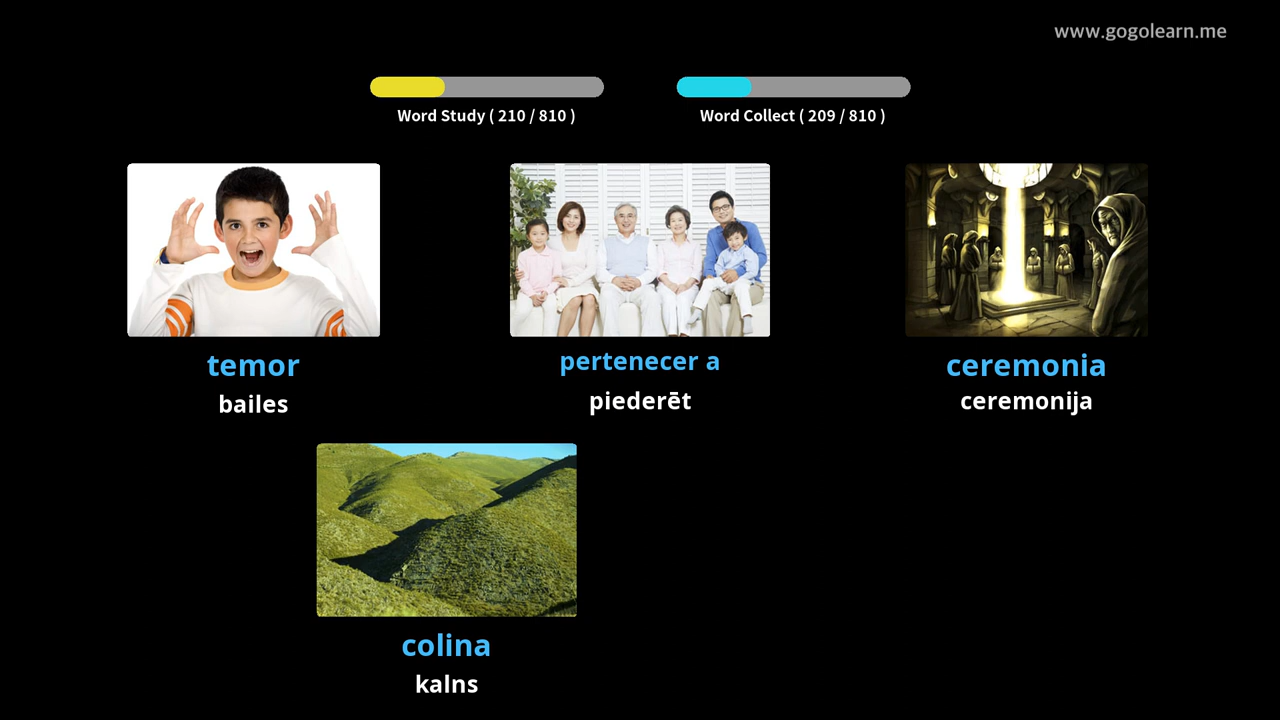 www.gogolearn.me
Word Study ( 210 / 810 )
Word Collect ( 209 / 810 )
temor
bailes
pertenecer a
piederēt
ceremonia
ceremonija
colina
kalns